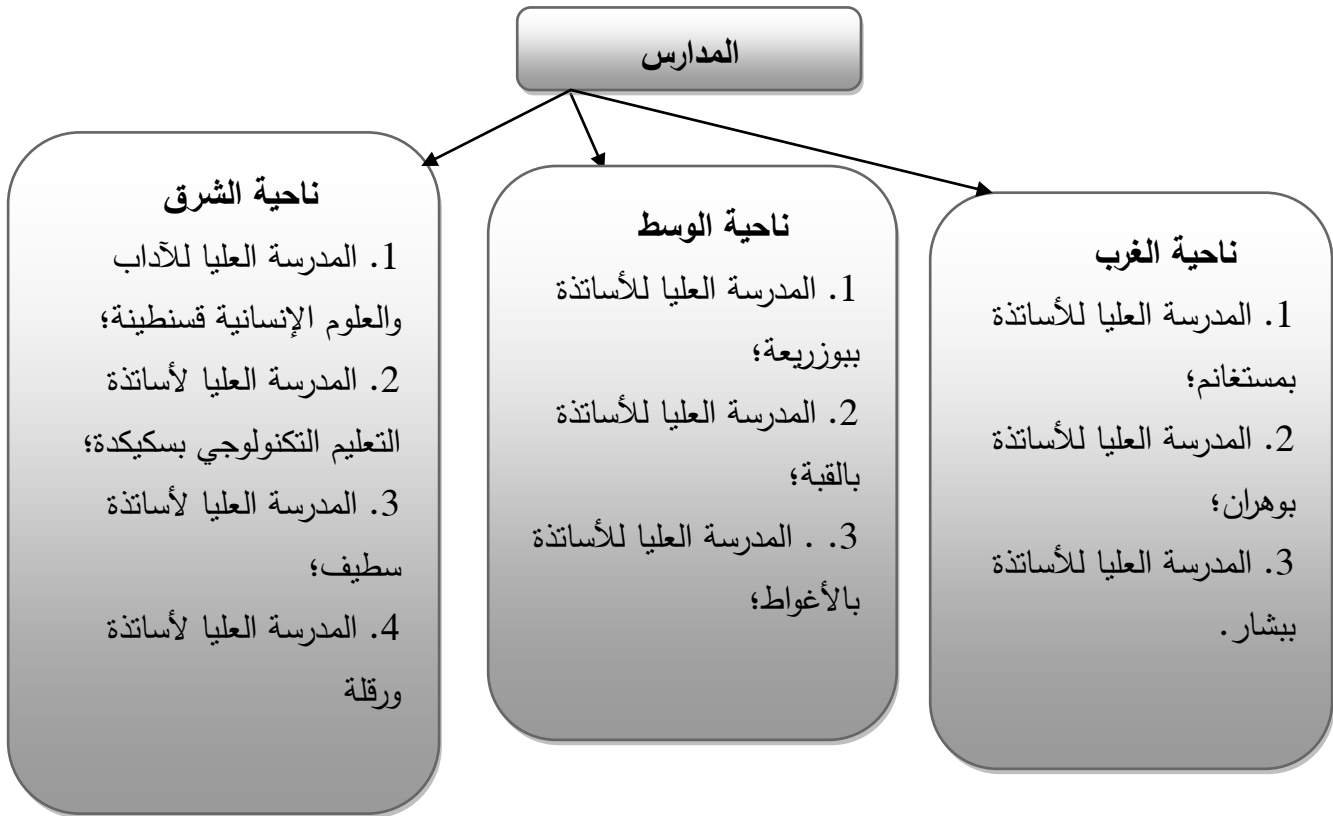 المدارس
ناحية الشرق
1. المدرسة العليا للآداب
والعلوم الإنسانية قسنطينة؛
2. المدرسة العليا لأساتذة
التعليم التكنولوجي بسكيكدة؛
3. المدرسة العليا لأساتذة
سطيف؛
4. المدرسة العليا لأساتذة
ورقلة
ناحية الوسط
1. المدرسة العليا للأساتذة
ببوزريعة؛
2. المدرسة العليا للأساتذة
بالقبة؛
3. . المدرسة العليا للأساتذة
بالأغواط؛
ناحية الغرب
1. المدرسة العليا للأساتذة
بمستغانم؛
2. المدرسة العليا للأساتذة
بوهران؛
3. المدرسة العليا للأساتذة
ببشار.